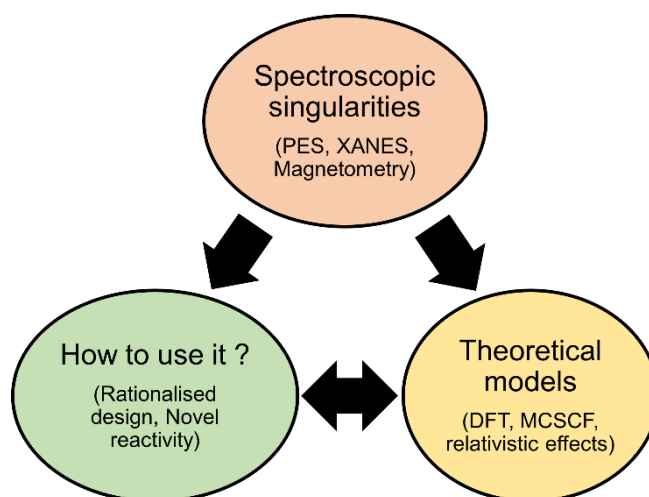 Spectroscopic
singularities
(PES, XANES,
Magnetometry)
How to use it ?
(Rationalised
design, Novel
reactivity)
Theoretical
models
(DFT, MCSCF,
relativistic effects)